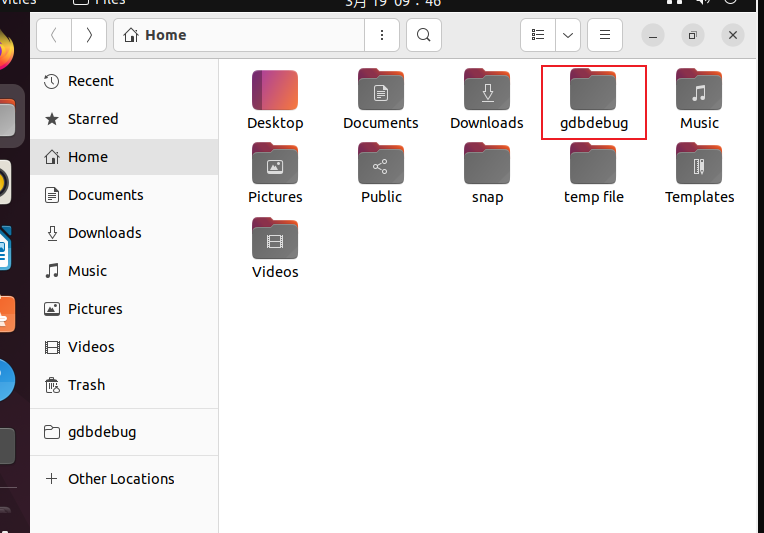 Files
3月 19 09 : 46
Home
Recent
Starred
Home
Documents
Downloads
Music
Pictures
Videos
Trash
gdbdebug
Other Locations
Desktop
Documents
Downloads
gdbdebug
Music
Pictures
Public
snap
temp file
Templates
Videos